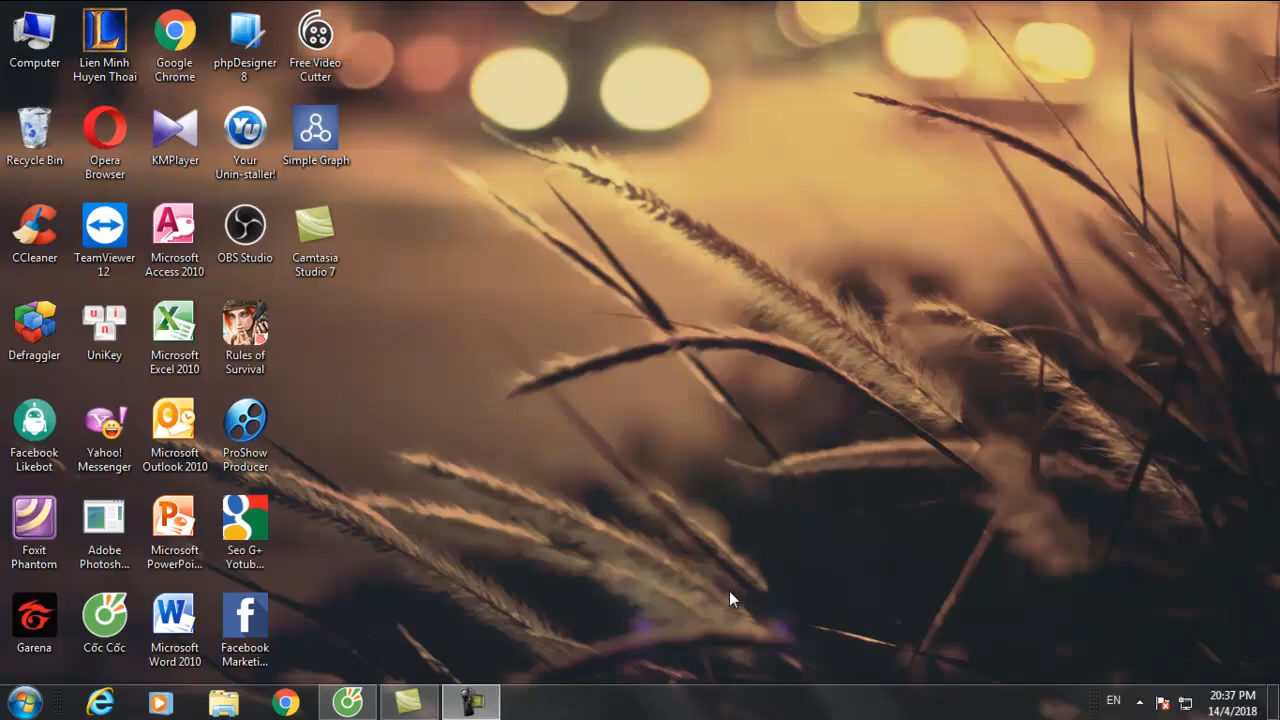 Computer
Lien Minh
Huyen Thoai
Google
Chrome
phpDesigner
8
Free Video
Cutter
Recycle Bin
Opera
Browser
KMPlayer
Your
Unin-staller!
Simple Graph
CCleaner
TeamViewer
12
Microsoft
Access 2010
OBS Studio
Camtasia
Studio 7
Defraggler
UniKey
Microsoft
Excel 2010
Rules of
Survival
Facebook
Likebot
Yahoo!
Messenger
Microsoft
Outlook 2010
ProShow
Producer
Foxit
Phantom
Adobe
Photosh...
Microsoft
PowerPoi...
Seo G+
Yotub...
Garena
Cốc Cốc
Microsoft
Word 2010
Facebook
Marketi...
EN
20:37 PM
14/4/2018